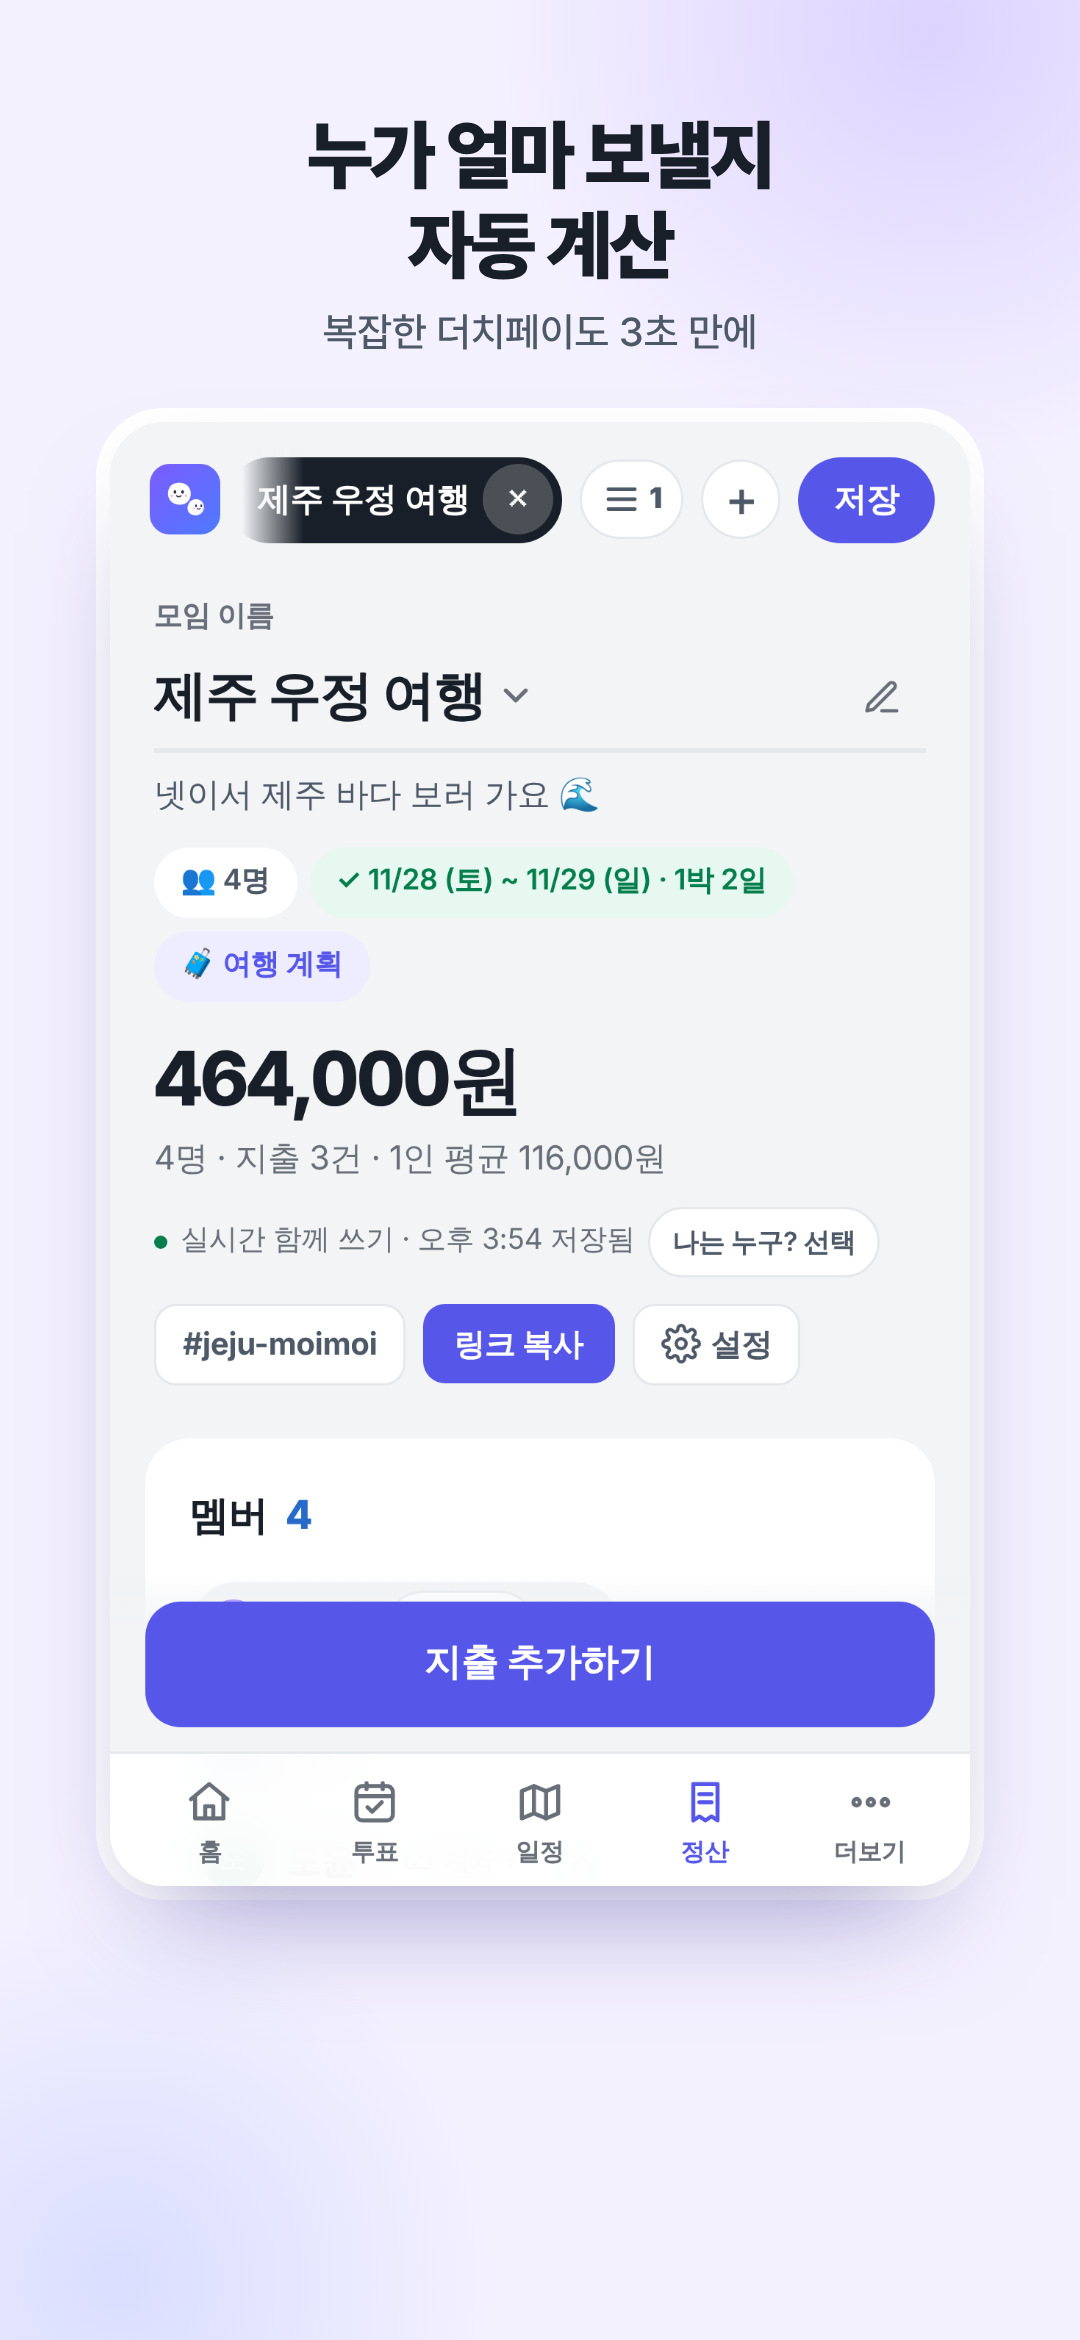 누가 얼마 보낼지
자동 계산
복잡한 더치페이도 3초 만에
제주 우정 여행 × 1 + 저장
모임 이름
제주 우정 여행
넷이서 제주 바다 보러 가요 🌊
👥 4명 ✓ 11/28 (토) ~ 11/29 (일) · 1박 2일
🧳 여행 계획
464,000원
4명 · 지출 3건 · 1인 평균 116,000원
실시간 함께 쓰기 · 오후 3:54 저장됨 나는 누구? 선택
#jeju-moimoi 링크 복사 설정
멤버 4
지출 추가하기
홈 투표 일정 정산 더보기